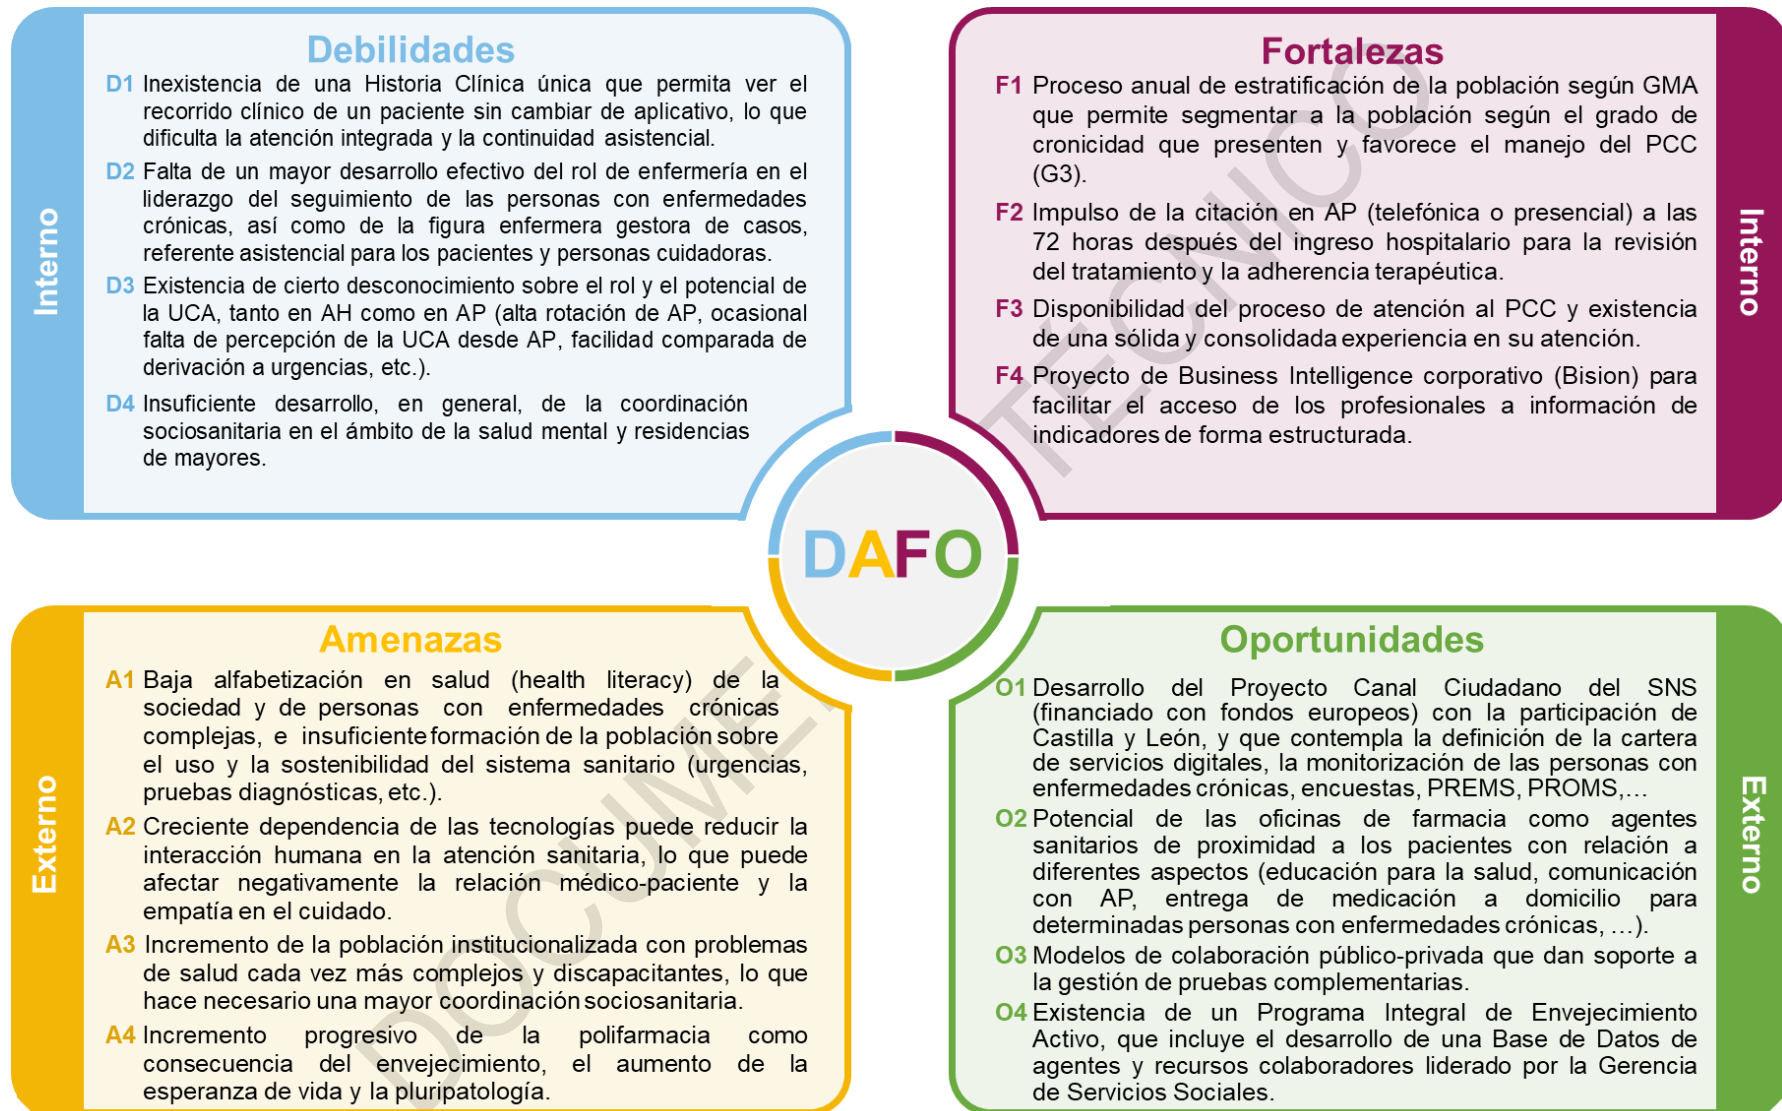 Interno
Debilidades
D1 Inexistencia de una Historia Clínica única que permita ver el
recorrido clínico de un paciente sin cambiar de aplicativo, lo que
dificulta la atención integrada y la continuidad asistencial.
D2 Falta de un mayor desarrollo efectivo del rol de enfermería en el
liderazgo del seguimiento de las personas con enfermedades
crónicas, así como de la figura enfermera gestora de casos,
referente asistencial para los pacientes y personas cuidadoras.
D3 Existencia de cierto desconocimiento sobre el rol y el potencial de
la UCA, tanto en AH como en AP (alta rotación de AP, ocasional
falta de percepción de la UCA desde AP, facilidad comparada de
derivación a urgencias, etc.).
D4 Insuficiente desarrollo, en general, de la coordinación
sociosanitaria en el ámbito de la salud mental y residencias
de mayores.
Fortalezas
F1 Proceso anual de estratificación de la población según GMA
que permite segmentar a la población según el grado de
cronicidad que presenten y favorece el manejo del PCC
(G3).
F2 Impulso de la citación en AP (telefónica o presencial) a las
72 horas después del ingreso hospitalario para la revisión
del tratamiento y la adherencia terapéutica.
F3 Disponibilidad del proceso de atención al PCC y existencia
de una sólida y consolidada experiencia en su atención.
F4 Proyecto de Business Intelligence corporativo (Bision) para
facilitar el acceso de los profesionales a información de
indicadores de forma estructurada.
Interno
DAFO
Externo
Amenazas
A1 Baja alfabetización en salud (health literacy) de la
sociedad y de personas con enfermedades crónicas
complejas, e insuficiente formación de la población sobre
el uso y la sostenibilidad del sistema sanitario (urgencias,
pruebas diagnósticas, etc.).
A2 Creciente dependencia de las tecnologías puede reducir la
interacción humana en la atención sanitaria, lo que puede
afectar negativamente la relación médico-paciente y la
empatía en el cuidado.
A3 Incremento de la población institucionalizada con problemas
de salud cada vez más complejos y discapacitantes, lo que
hace necesario una mayor coordinación sociosanitaria.
A4 Incremento progresivo de la polifarmacia como
consecuencia del envejecimiento, el aumento de la
esperanza de vida y la pluripatología.
Oportunidades
O1 Desarrollo del Proyecto Canal Ciudadano del SNS
(financiado con fondos europeos) con la participación de
Castilla y León, y que contempla la definición de la cartera
de servicios digitales, la monitorización de las personas con
enfermedades crónicas, encuestas, PREMS, PROMS,…
O2 Potencial de las oficinas de farmacia como agentes
sanitarios de proximidad a los pacientes con relación a
diferentes aspectos (educación para la salud, comunicación
con AP, entrega de medicación a domicilio para
determinadas personas con enfermedades crónicas, …).
O3 Modelos de colaboración público-privada que dan soporte a
la gestión de pruebas complementarias.
O4 Existencia de un Programa Integral de Envejecimiento
Activo, que incluye el desarrollo de una Base de Datos de
agentes y recursos colaboradores liderado por la Gerencia
de Servicios Sociales.
Externo
TÉCNICO